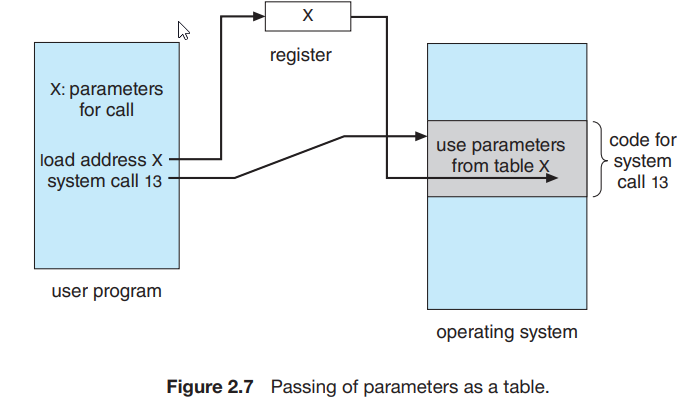 X
register
X: parameters
for call
load address X
system call 13
user program
use parameters
from table X
code for
system
call 13
operating system
Figure 2.7 Passing of parameters as a table.